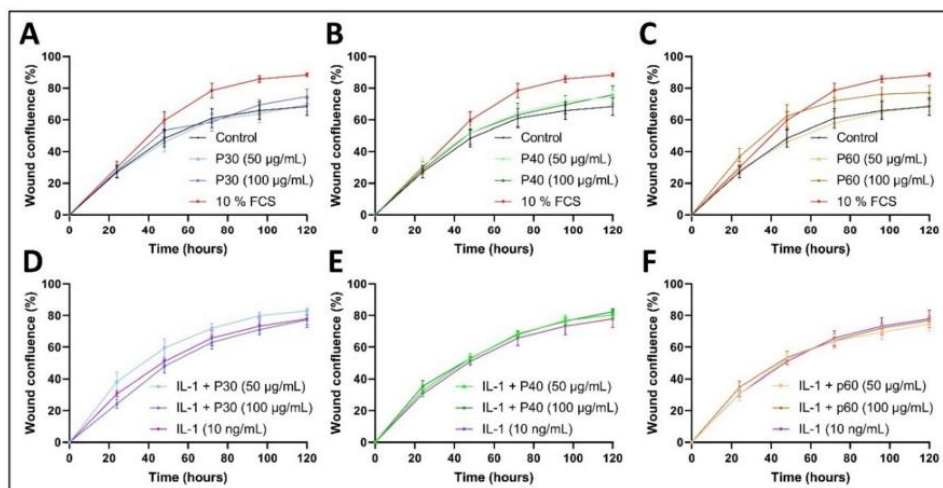 A
Wound confluence (%)
100
80
60
40
20
0
0 20 40 60 80 100 120
Time (hours)
Control
P30 (50 µg/mL)
P30 (100 µg/mL)
10 % FCS
B
Wound confluence (%)
100
80
60
40
20
0
0 20 40 60 80 100 120
Time (hours)
Control
P40 (50 µg/mL)
P40 (100 µg/mL)
10 % FCS
C
Wound confluence (%)
100
80
60
40
20
0
0 20 40 60 80 100 120
Time (hours)
Control
P60 (50 µg/mL)
P60 (100 µg/mL)
10 % FCS
D
Wound confluence (%)
100
80
60
40
20
0
0 20 40 60 80 100 120
Time (hours)
IL-1 + P30 (50 µg/mL)
IL-1 + P30 (100 µg/mL)
IL-1 (10 ng/mL)
E
Wound confluence (%)
100
80
60
40
20
0
0 20 40 60 80 100 120
Time (hours)
IL-1 + P40 (50 µg/mL)
IL-1 + P40 (100 µg/mL)
IL-1 (10 ng/mL)
F
Wound confluence (%)
100
80
60
40
20
0
0 20 40 60 80 100 120
Time (hours)
IL-1 + p60 (50 µg/mL)
IL-1 + p60 (100 µg/mL)
IL-1 (10 ng/mL)